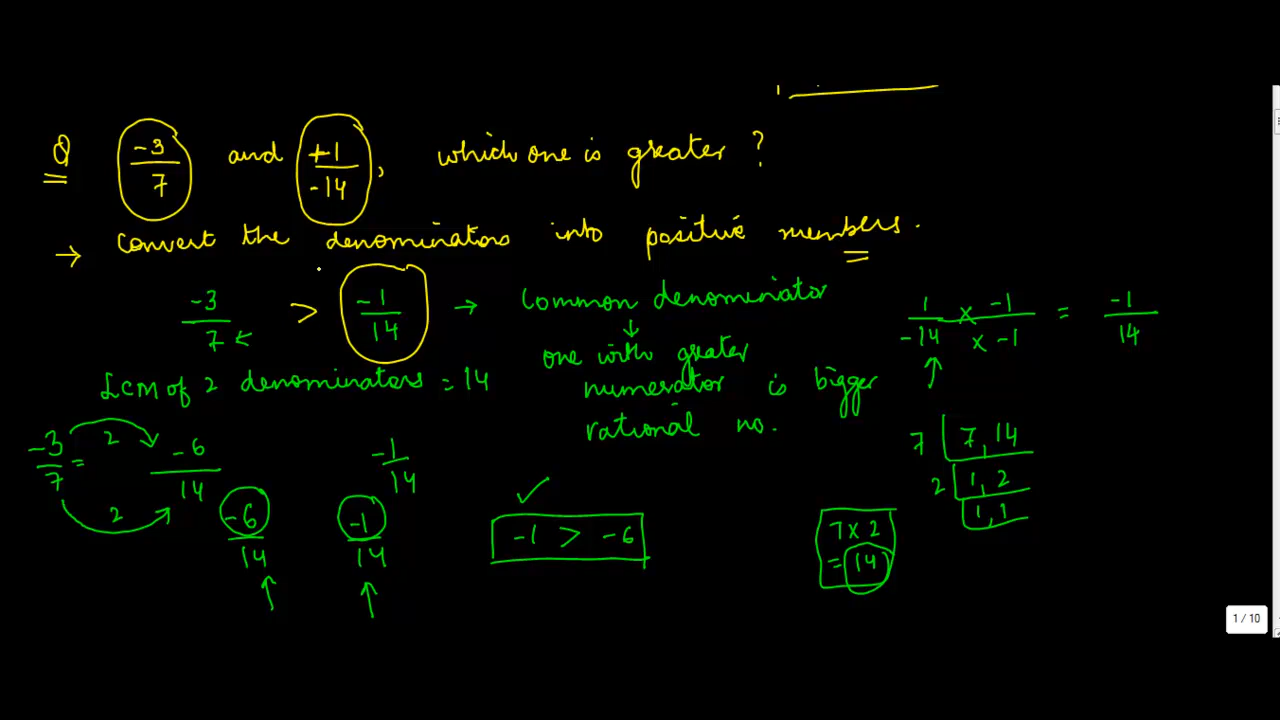 Q -3/7 and +1/-14, which one is greater ?
→ Convert the denominators into positive members.
-3/7 > -1/14 → Common denominator
↓
one with greater
numerator is bigger
rational no.
1/-14 x -1/x -1 = -1/14
LCM of 2 denominators = 14
-3/7 = -6/14
2
2
-1/14
7 | 7, 14
2 | 1, 2
1, 1
-6/14 -1/14
✓
-1 > -6
7 x 2
= 14
1 / 10